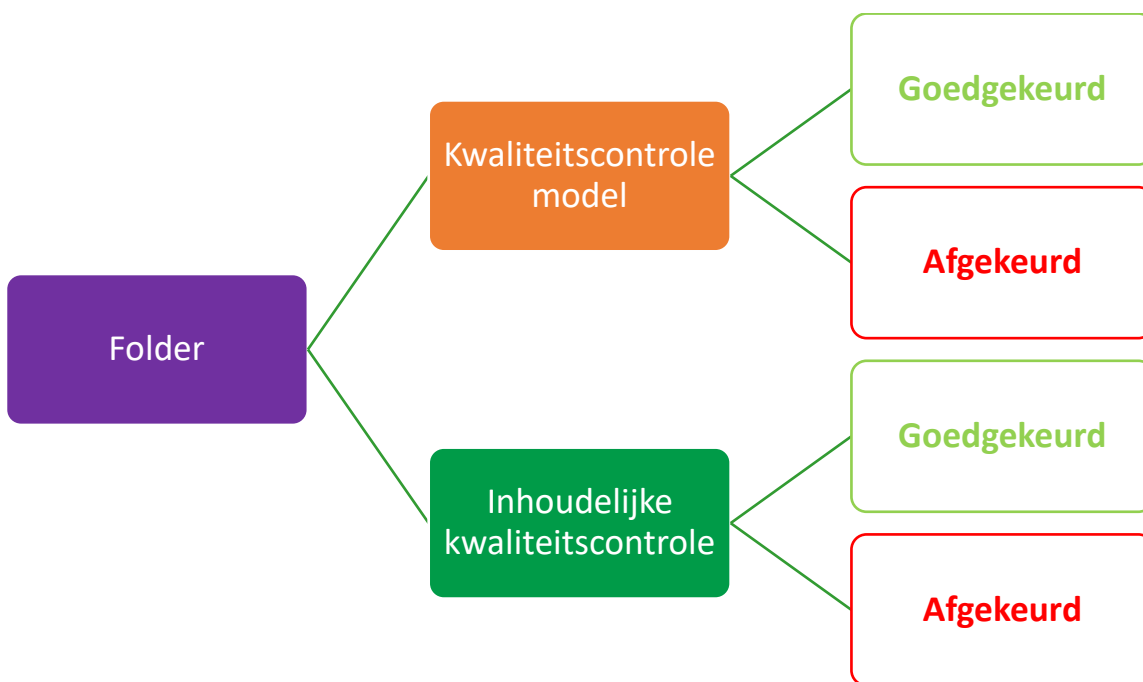 Folder
Kwaliteitscontrole
model
Goedgekeurd
Afgekeurd
Inhoudelijke
kwaliteitscontrole
Goedgekeurd
Afgekeurd